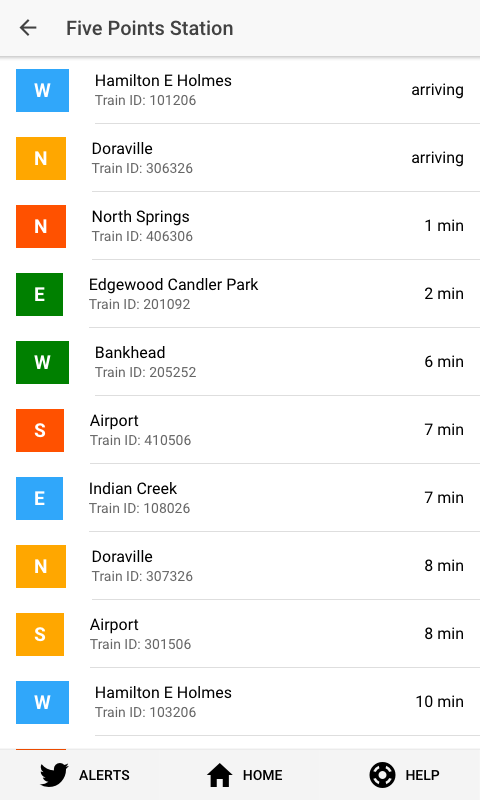 Five Points Station
W
Hamilton E Holmes
Train ID: 101206
arriving
N
Doraville
Train ID: 306326
arriving
N
North Springs
Train ID: 406306
1 min
E
Edgewood Candler Park
Train ID: 201092
2 min
W
Bankhead
Train ID: 205252
6 min
S
Airport
Train ID: 410506
7 min
E
Indian Creek
Train ID: 108026
7 min
N
Doraville
Train ID: 307326
8 min
S
Airport
Train ID: 301506
8 min
W
Hamilton E Holmes
Train ID: 103206
10 min
ALERTS
HOME
HELP